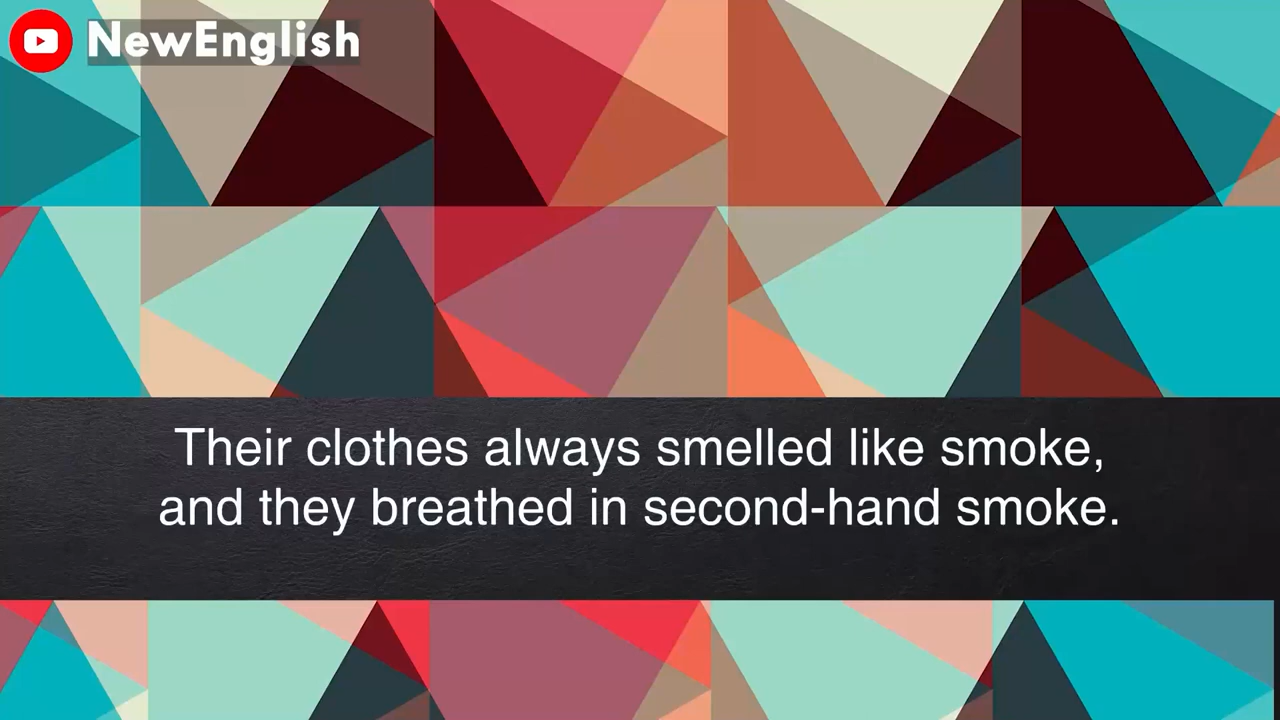 NewEnglish
Their clothes always smelled like smoke,
and they breathed in second-hand smoke.